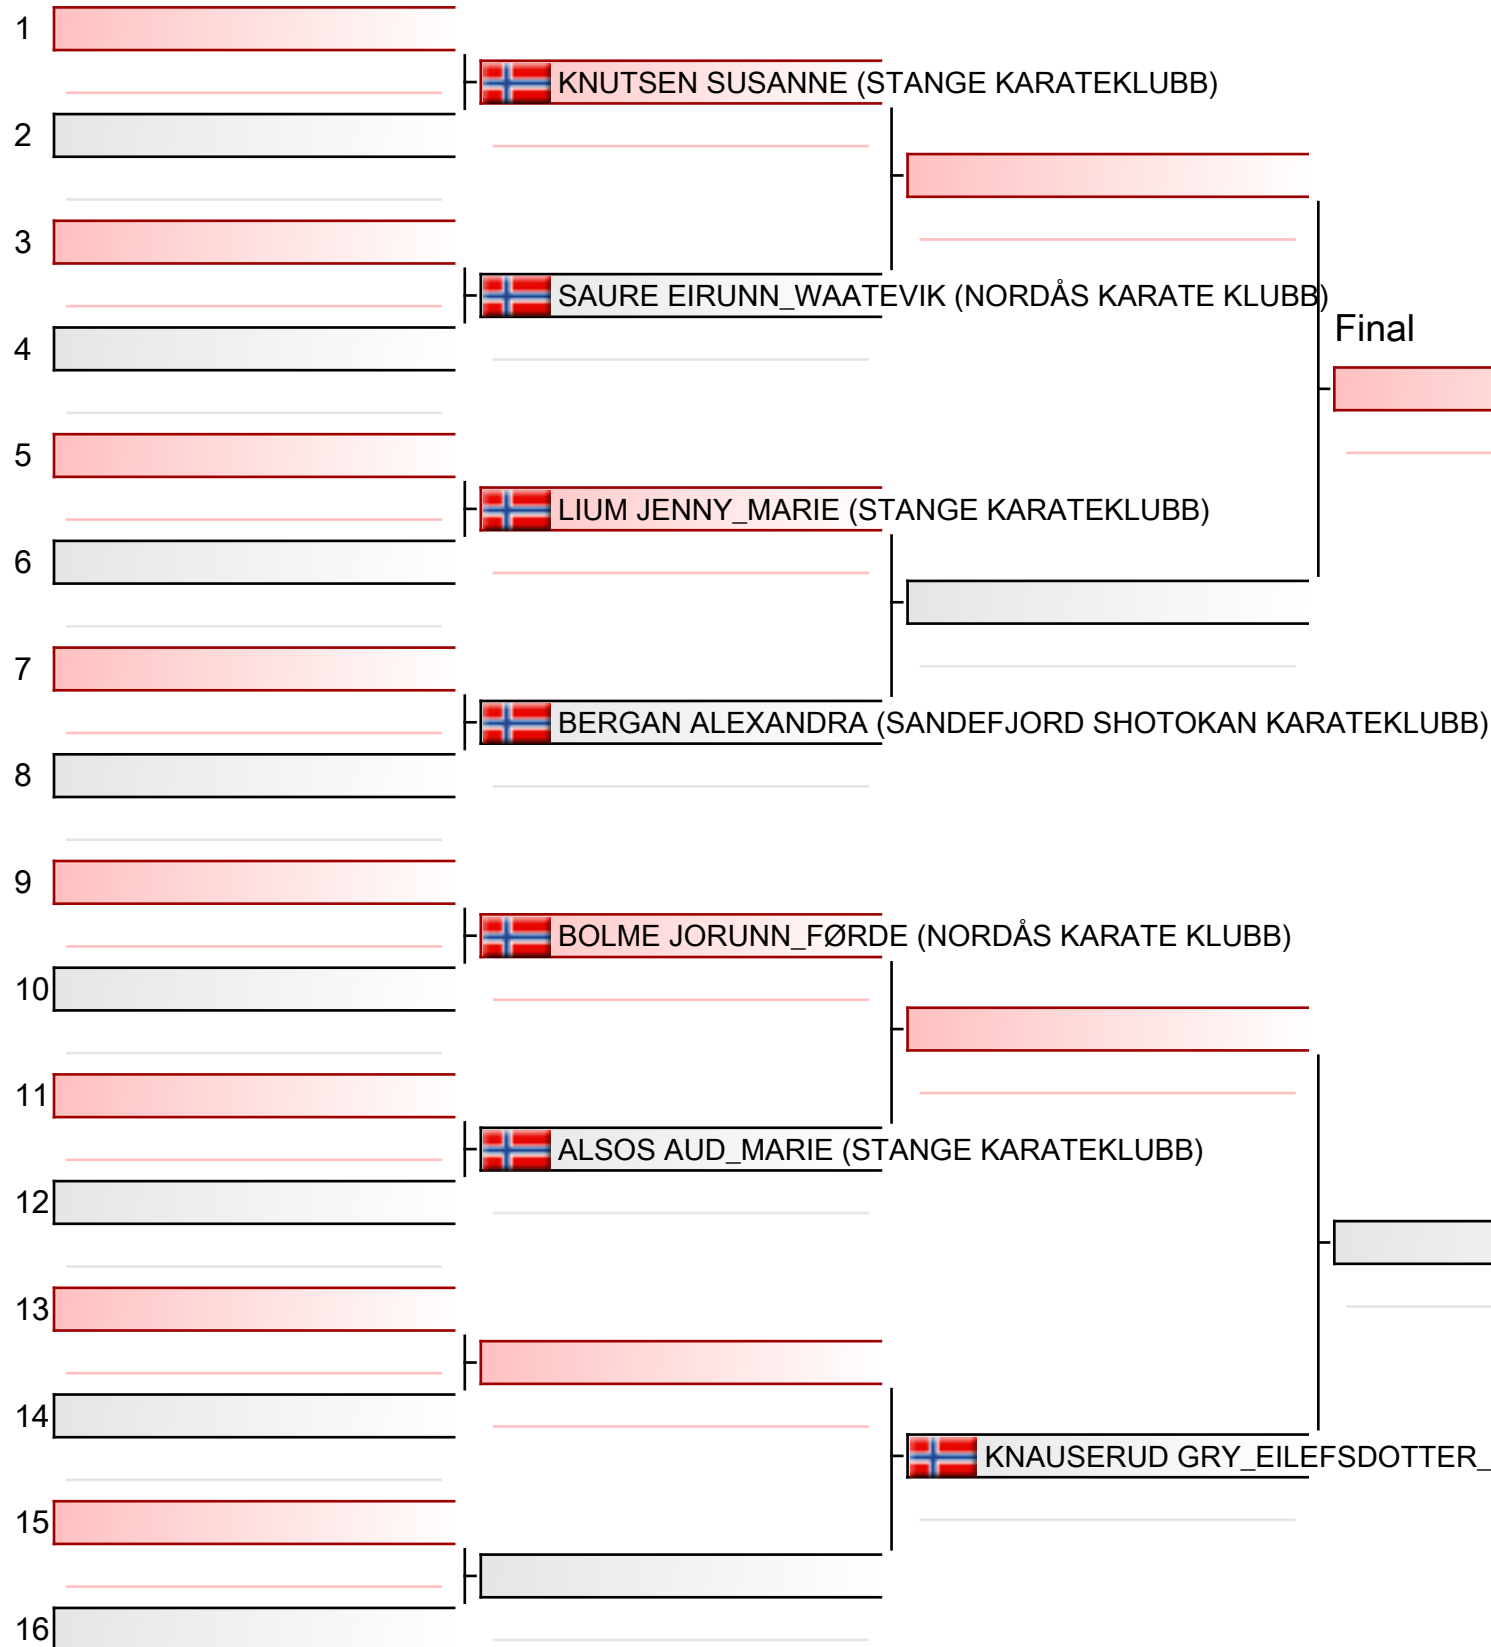 1
KNUTSEN SUSANNE (STANGE KARATEKLUBB)
2
3
SAURE EIRUNN_WAATEVIK (NORDÅS KARATE KLUBB)
Final
4
5
LIUM JENNY_MARIE (STANGE KARATEKLUBB)
6
7
BERGAN ALEXANDRA (SANDEFJORD SHOTOKAN KARATEKLUBB)
8
9
BOLME JORUNN_FØRDE (NORDÅS KARATE KLUBB)
10
11
ALSOS AUD_MARIE (STANGE KARATEKLUBB)
12
13
14
KNAUSERUD GRY_EILEFSDOTTER_
15
16